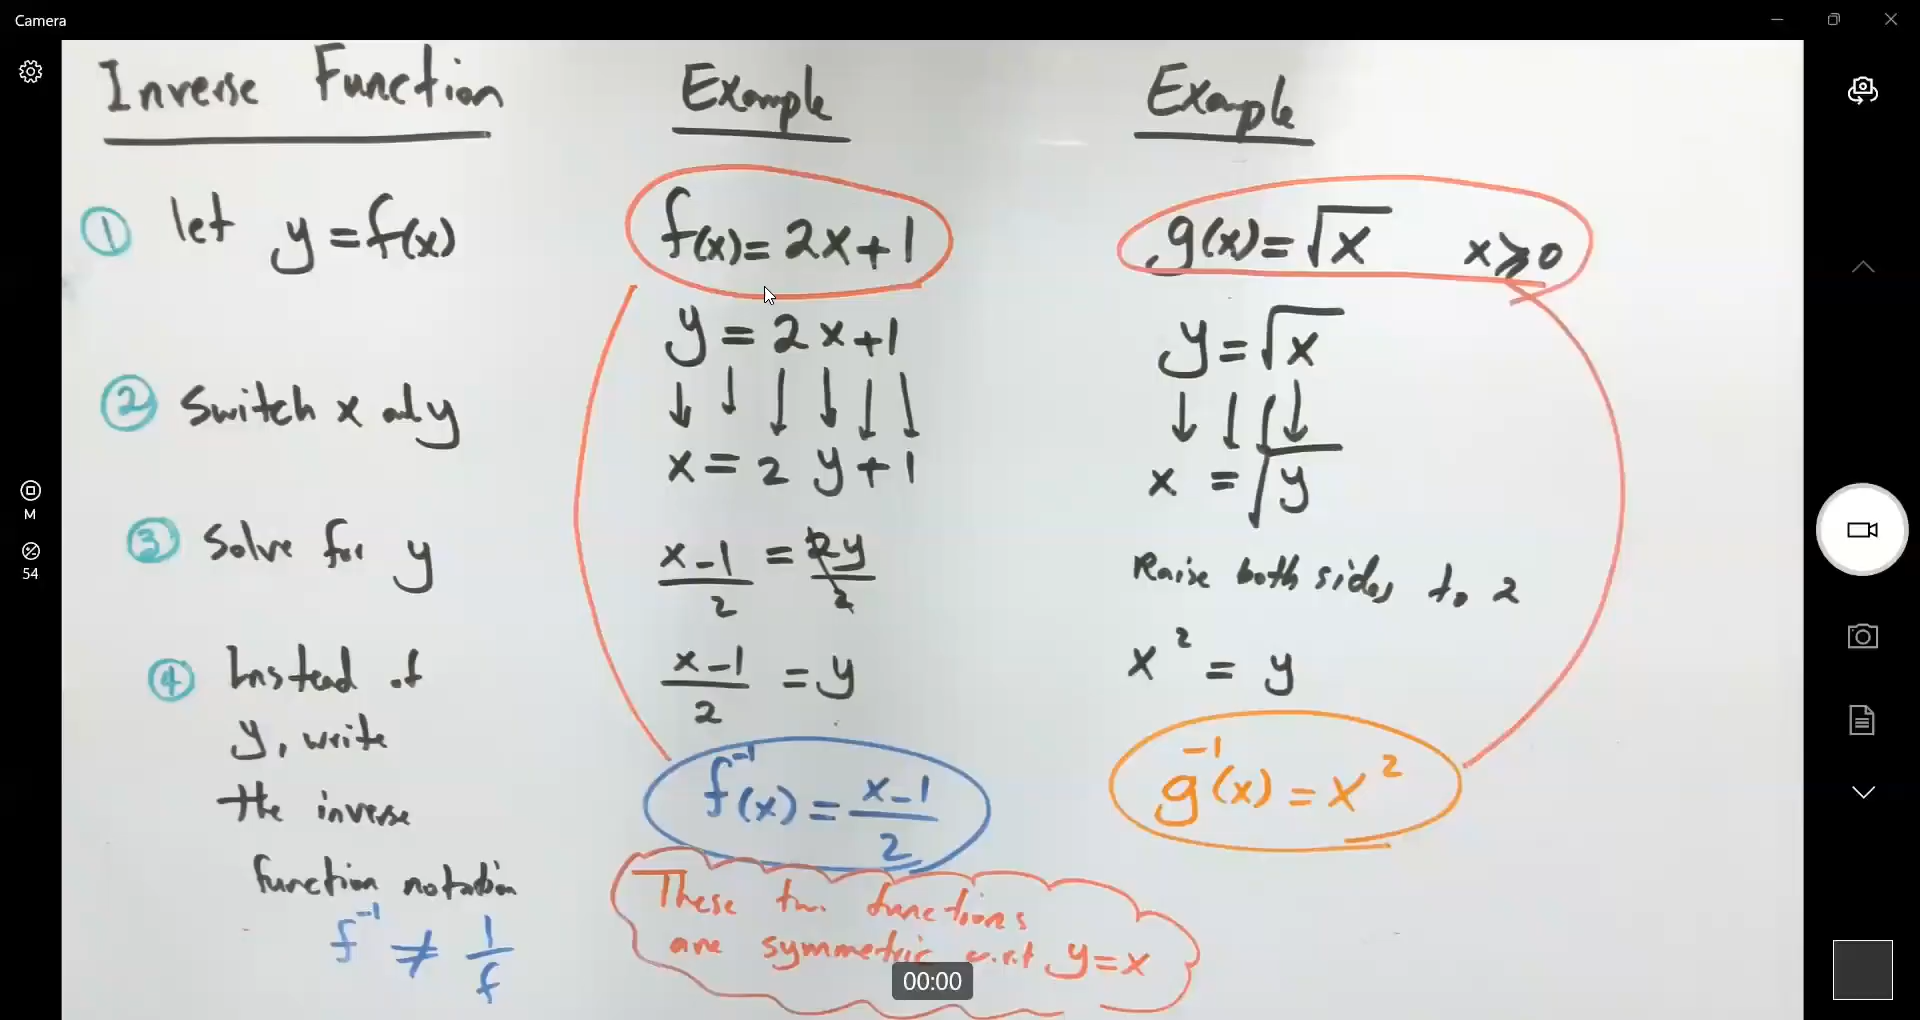 Camera
Inverse Function
① let y = f(x)
② Switch x and y
③ Solve for y
④ Instead of
y, write
the inverse
function notation
f⁻¹ ≠ 1/f
Example
f(x) = 2x+1
y = 2x+1
↓ ↓ ↓ ↓ ↓ ↓
x = 2y+1
(x-1)/2 = 2y/2
(x-1)/2 = y
f⁻¹(x) = (x-1)/2
These two functions
are symmetric w.r.t y=x
Example
g(x) = √x x ⩾ 0
y = √x
↓ ↓ ↓ ↓
x = √y
Raise both sides to 2
x² = y
g⁻¹(x) = x²
M
54
00:00